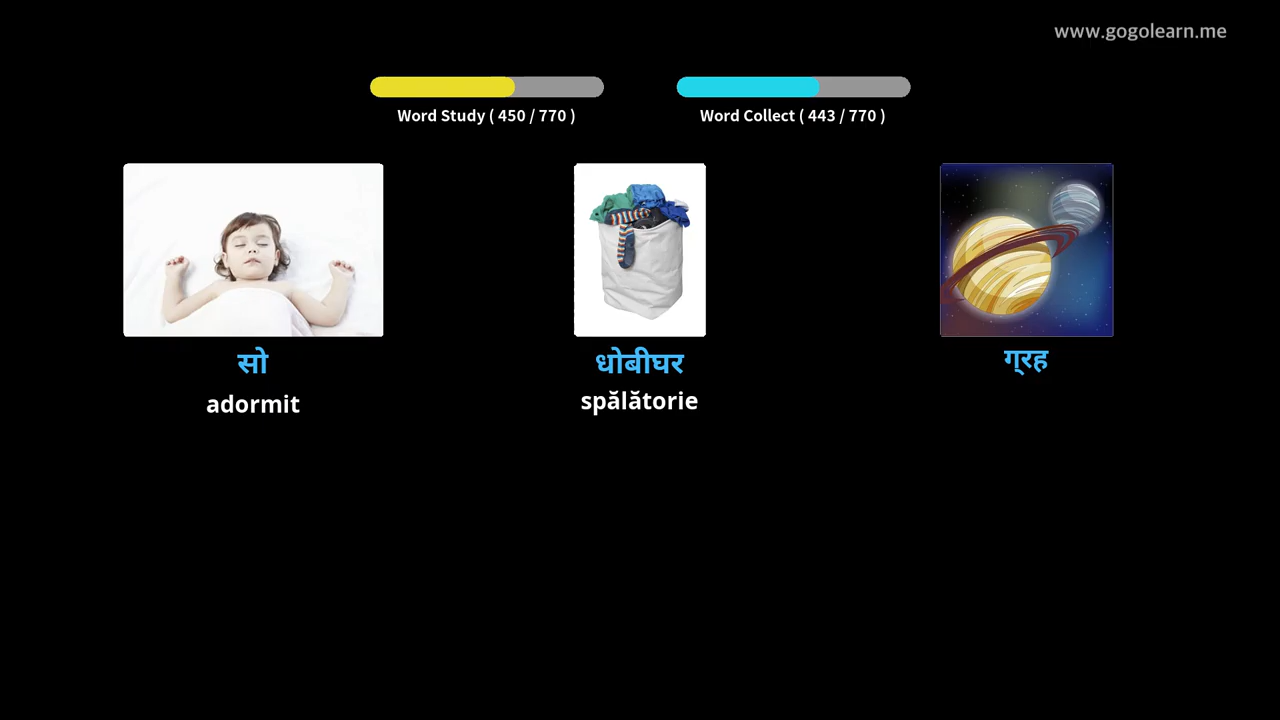 www.gogolearn.me
Word Study ( 450 / 770 )
Word Collect ( 443 / 770 )
सो
धोबीघर
ग्रह
adormit
spălătorie